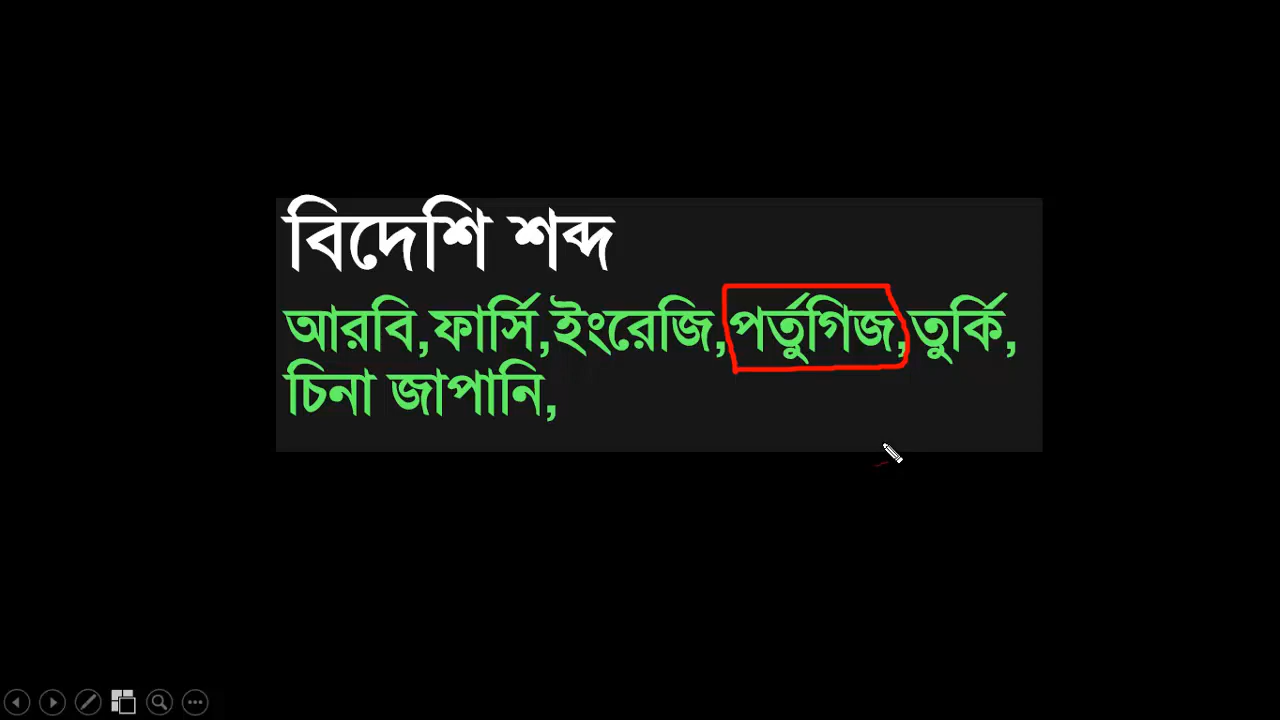 বিদেশি শব্দ
আরবি,ফার্সি,ইংরেজি,পর্তুগিজ,তুর্কি,
চিনা জাপানি,